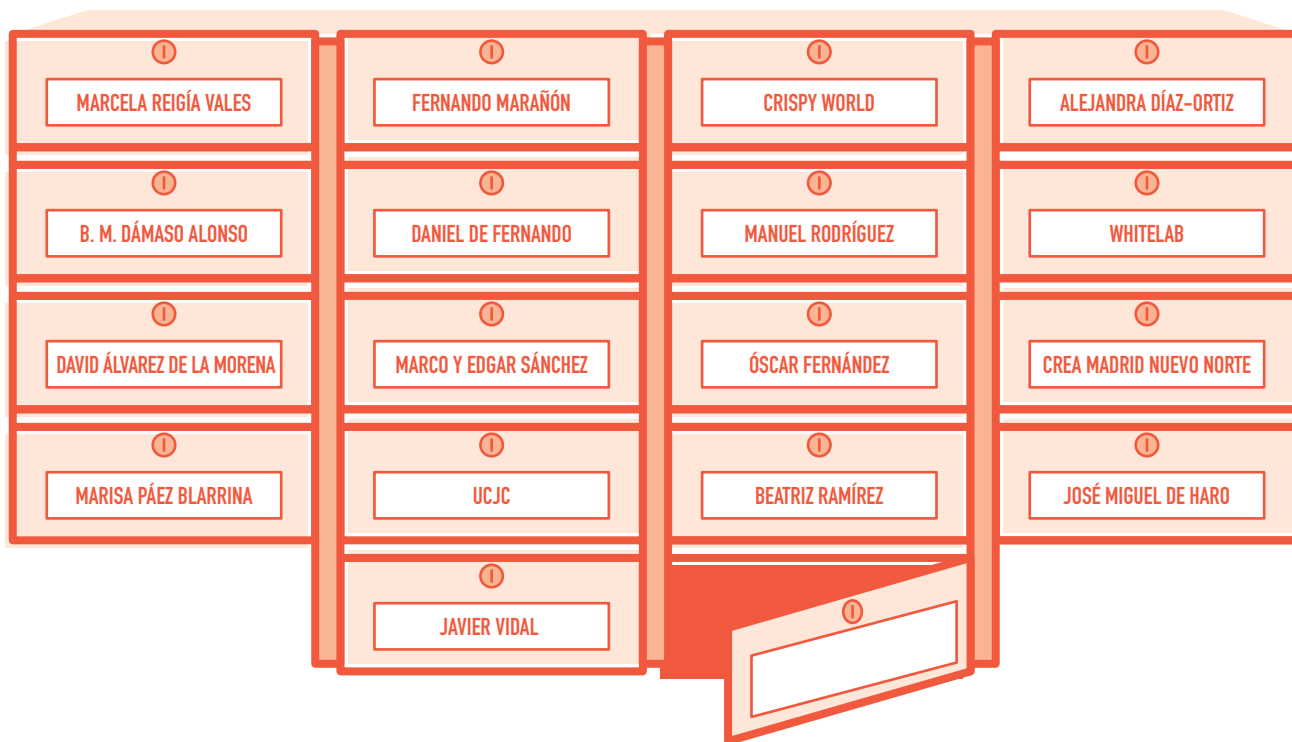 MARCELA REIGÍA VALES
FERNANDO MARAÑÓN
CRISPY WORLD
ALEJANDRA DÍAZ-ORTIZ
B. M. DÁMASO ALONSO
DANIEL DE FERNANDO
MANUEL RODRÍGUEZ
WHITELAB
DAVID ÁLVAREZ DE LA MORENA
MARCO Y EDGAR SÁNCHEZ
ÓSCAR FERNÁNDEZ
CREA MADRID NUEVO NORTE
MARISA PÁEZ BLARRINA
UCJC
BEATRIZ RAMÍREZ
JOSÉ MIGUEL DE HARO
JAVIER VIDAL